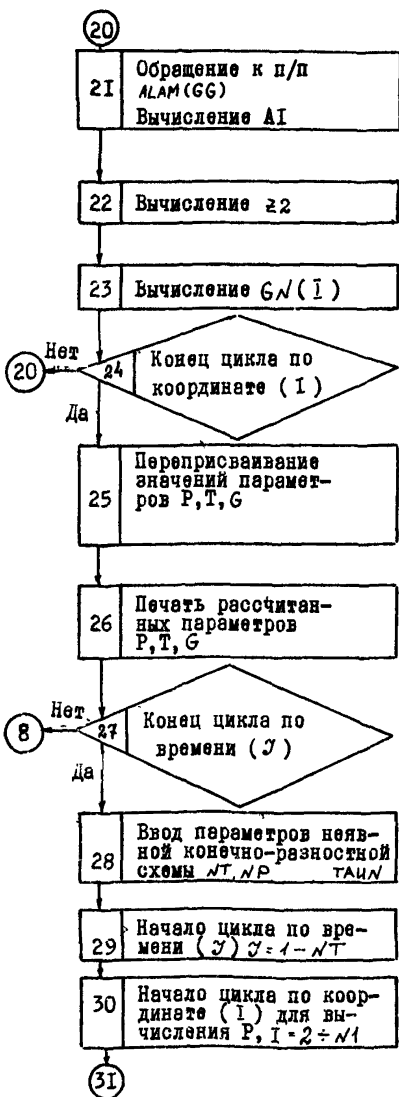 20
21 Обращение к п/п
ALAM(GG)
Вычисление AI
22 Вычисление z2
23 Вычисление GN(I)
Нет 24 Конец цикла по
20 координате (I)
Да
Переприсваивание
значений парамет-
25 ров P,T,G
Печать рассчитан-
26 ных параметров
P,T,G
Нет 27 Конец цикла по
8 времени (J)
Да
Ввод параметров неяв-
28 ной конечно-разностной
схемы NT, NP TAUN
Начало цикла по вре-
29 мени (J) J=1-NT
30 Начало цикла по коор-
динате (I) для вы-
числения P, I=2÷N1
31